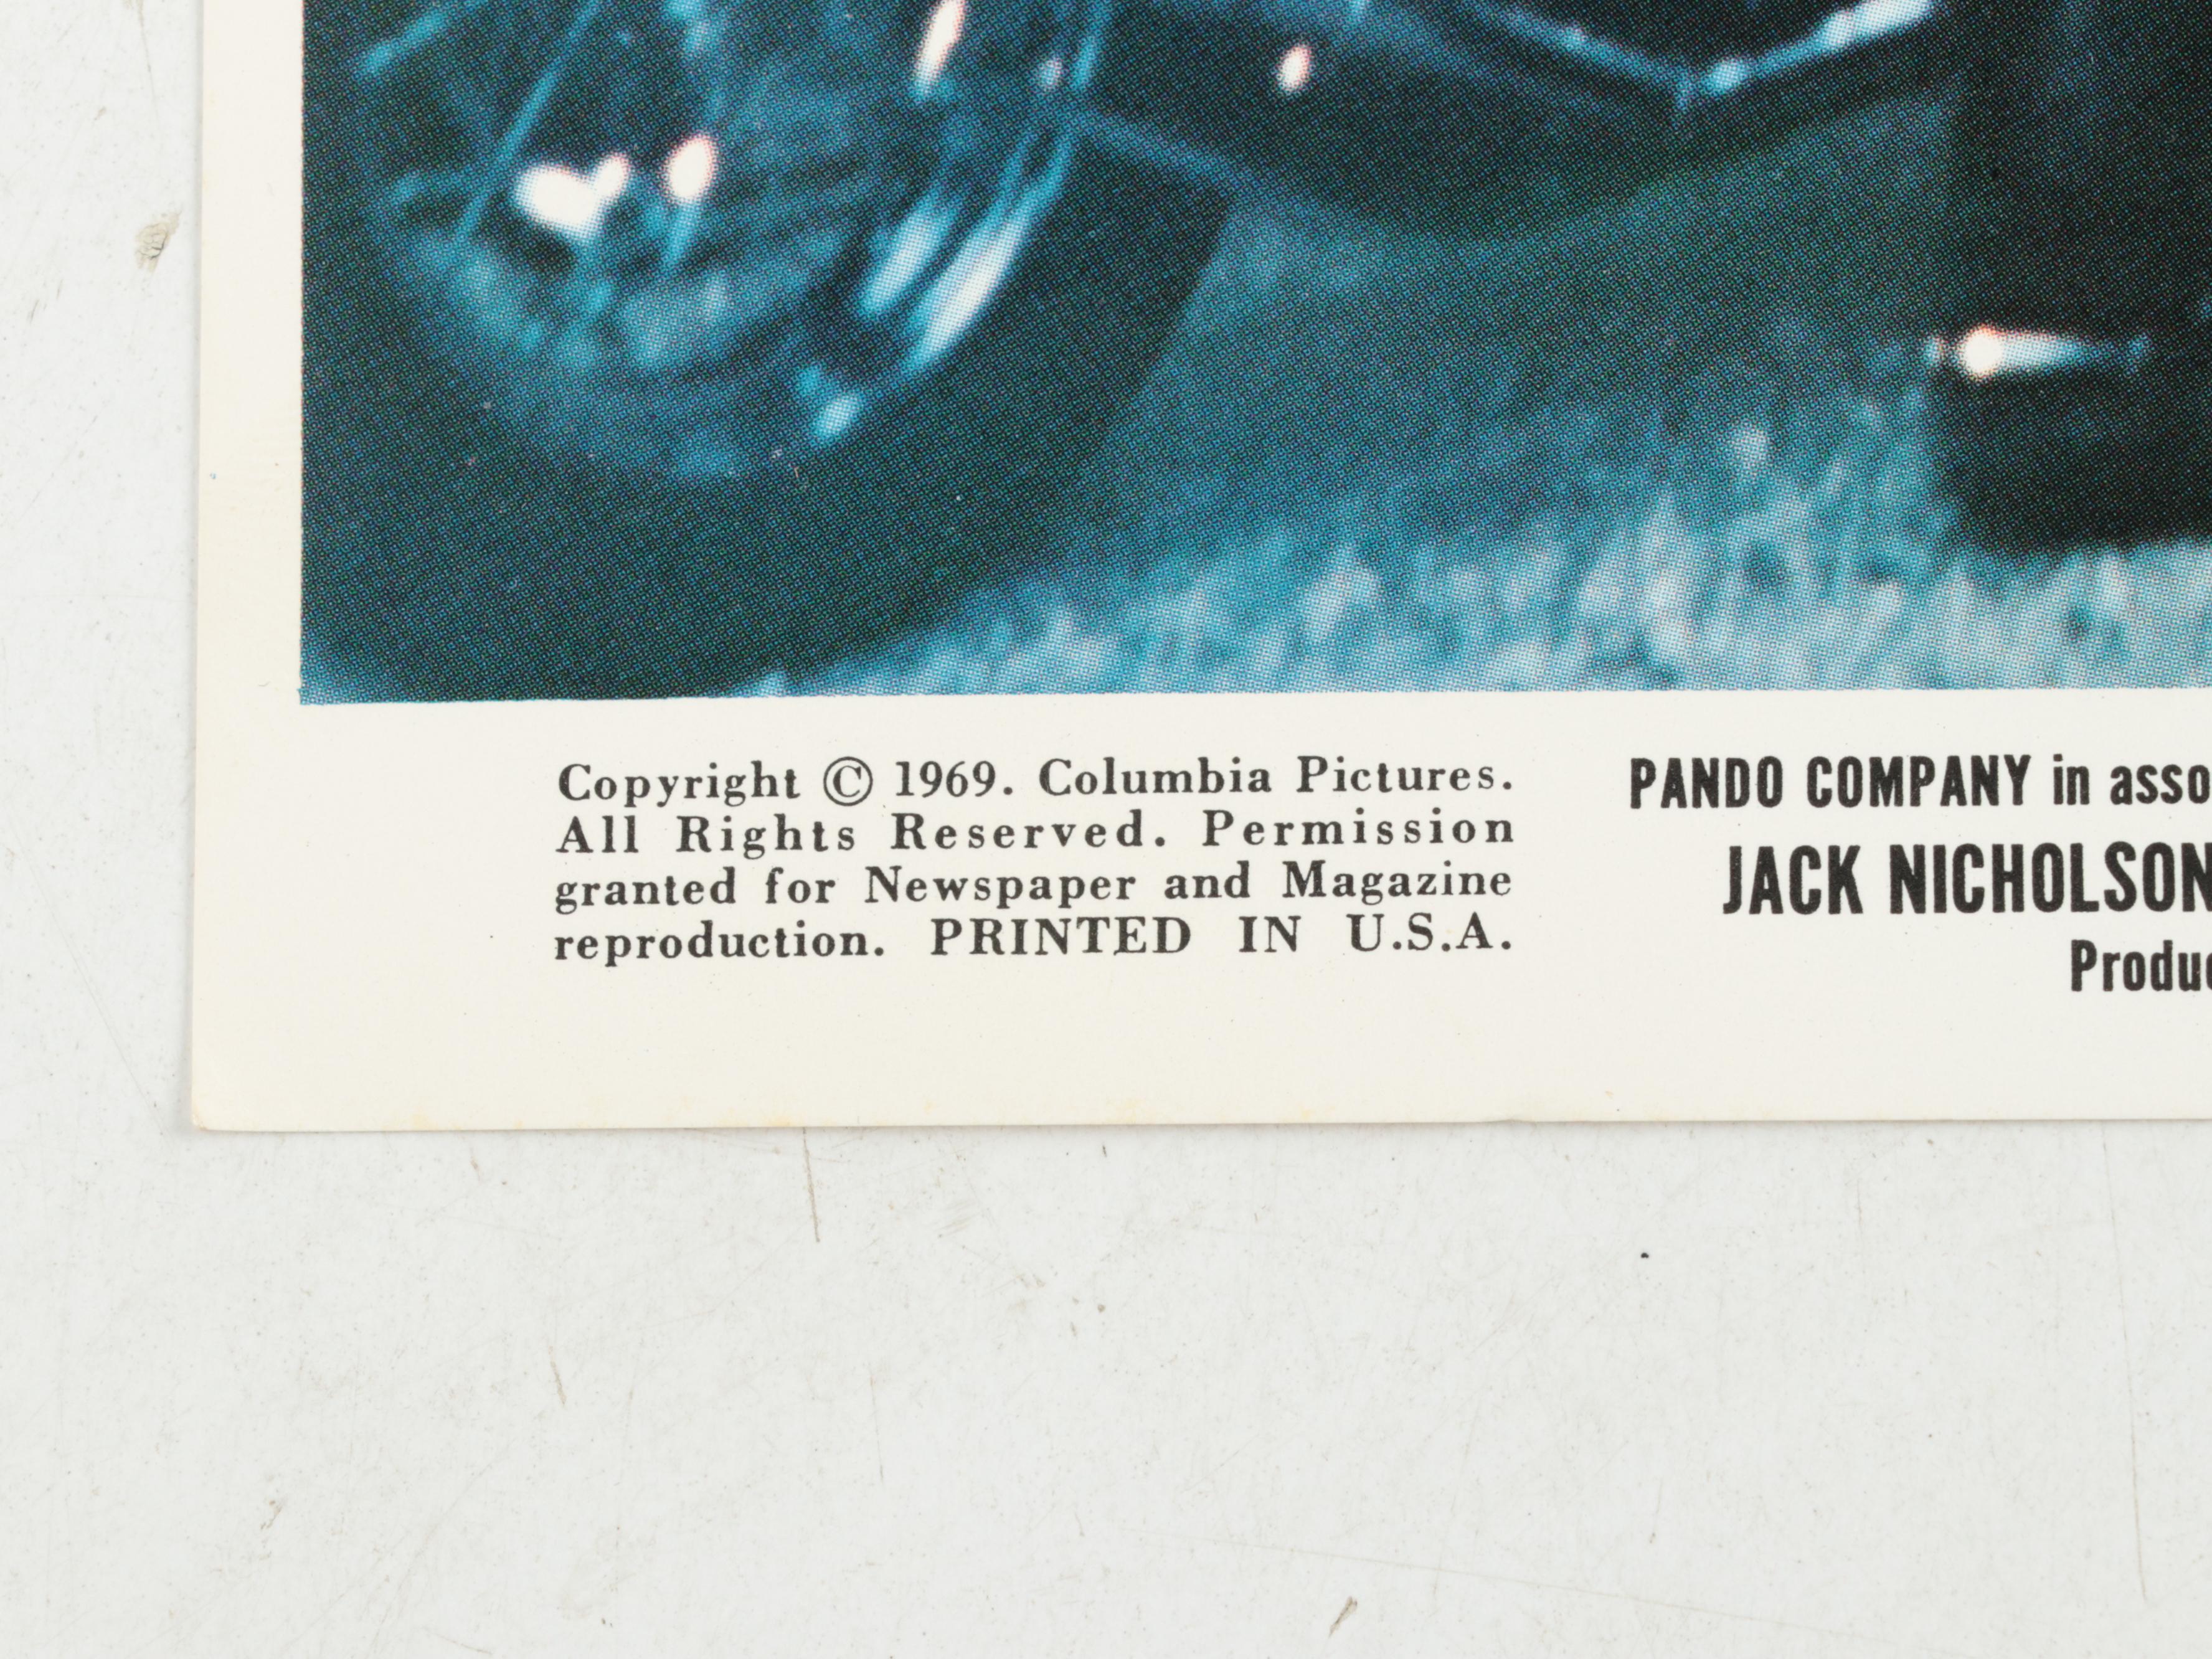 Copyright © 1969. Columbia Pictures.
All Rights Reserved. Permission
granted for Newspaper and Magazine
reproduction. PRINTED IN U.S.A.
PANDO COMPANY in asso
JACK NICHOLSON
Produc